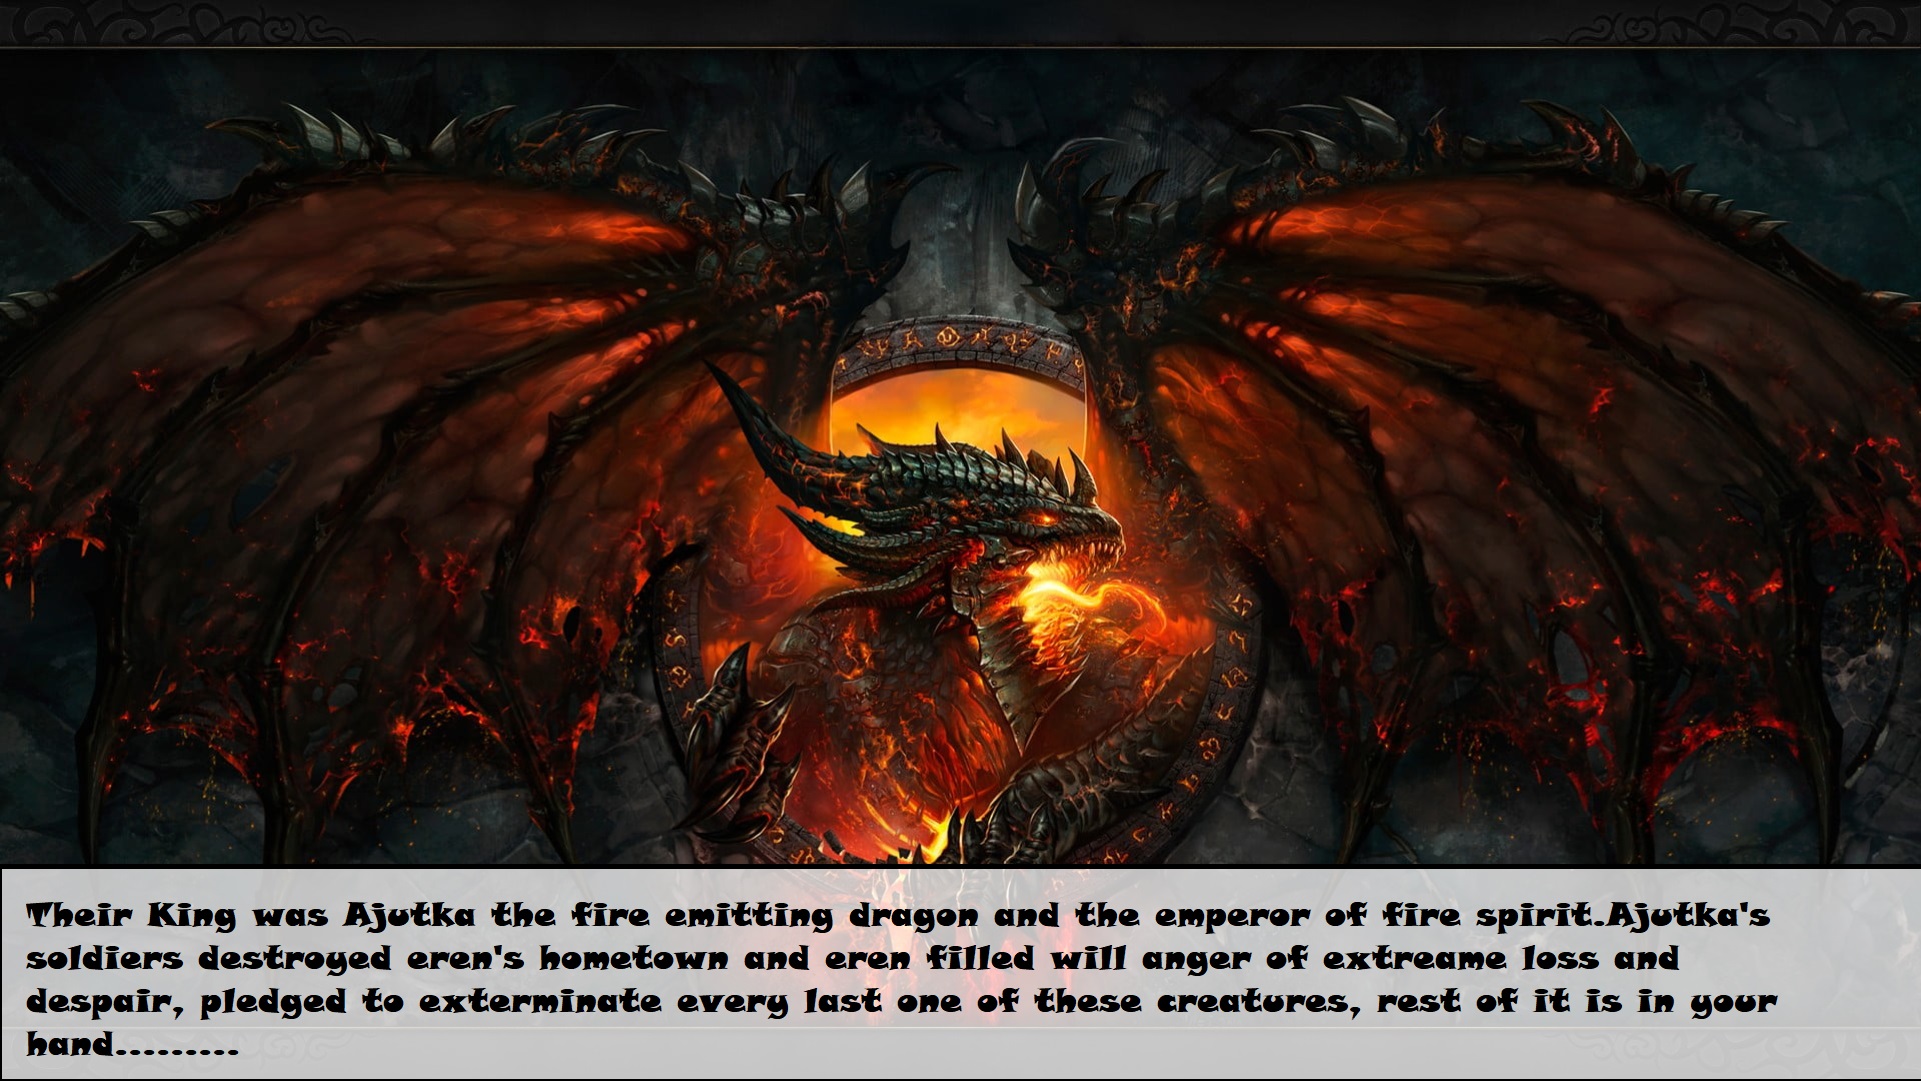 Their King was Ajutka the fire emitting dragon and the emperor of fire spirit.Ajutka's
soldiers destroyed eren's hometown and eren filled will anger of extreame loss and
despair, pledged to exterminate every last one of these creatures, rest of it is in your
hand.........